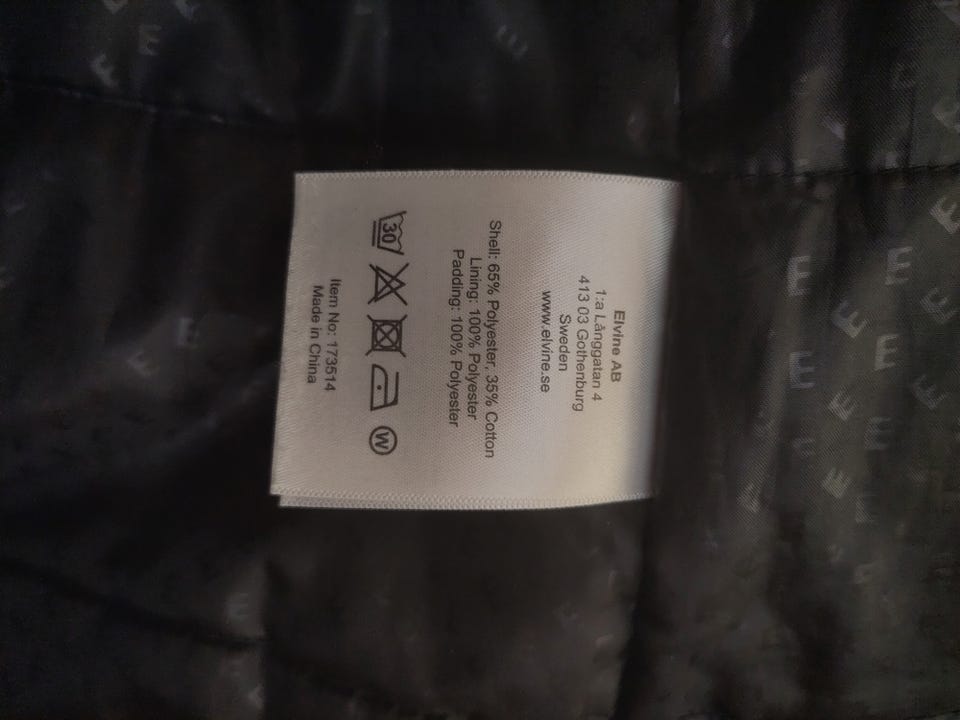 Elvine AB
1:a Långgatan 4
413 03 Gothenburg
Sweden
www.elvine.se
Shell: 65% Polyester, 35% Cotton
Lining: 100% Polyester
Padding: 100% Polyester
30 W
Item No: 173514
Made in China